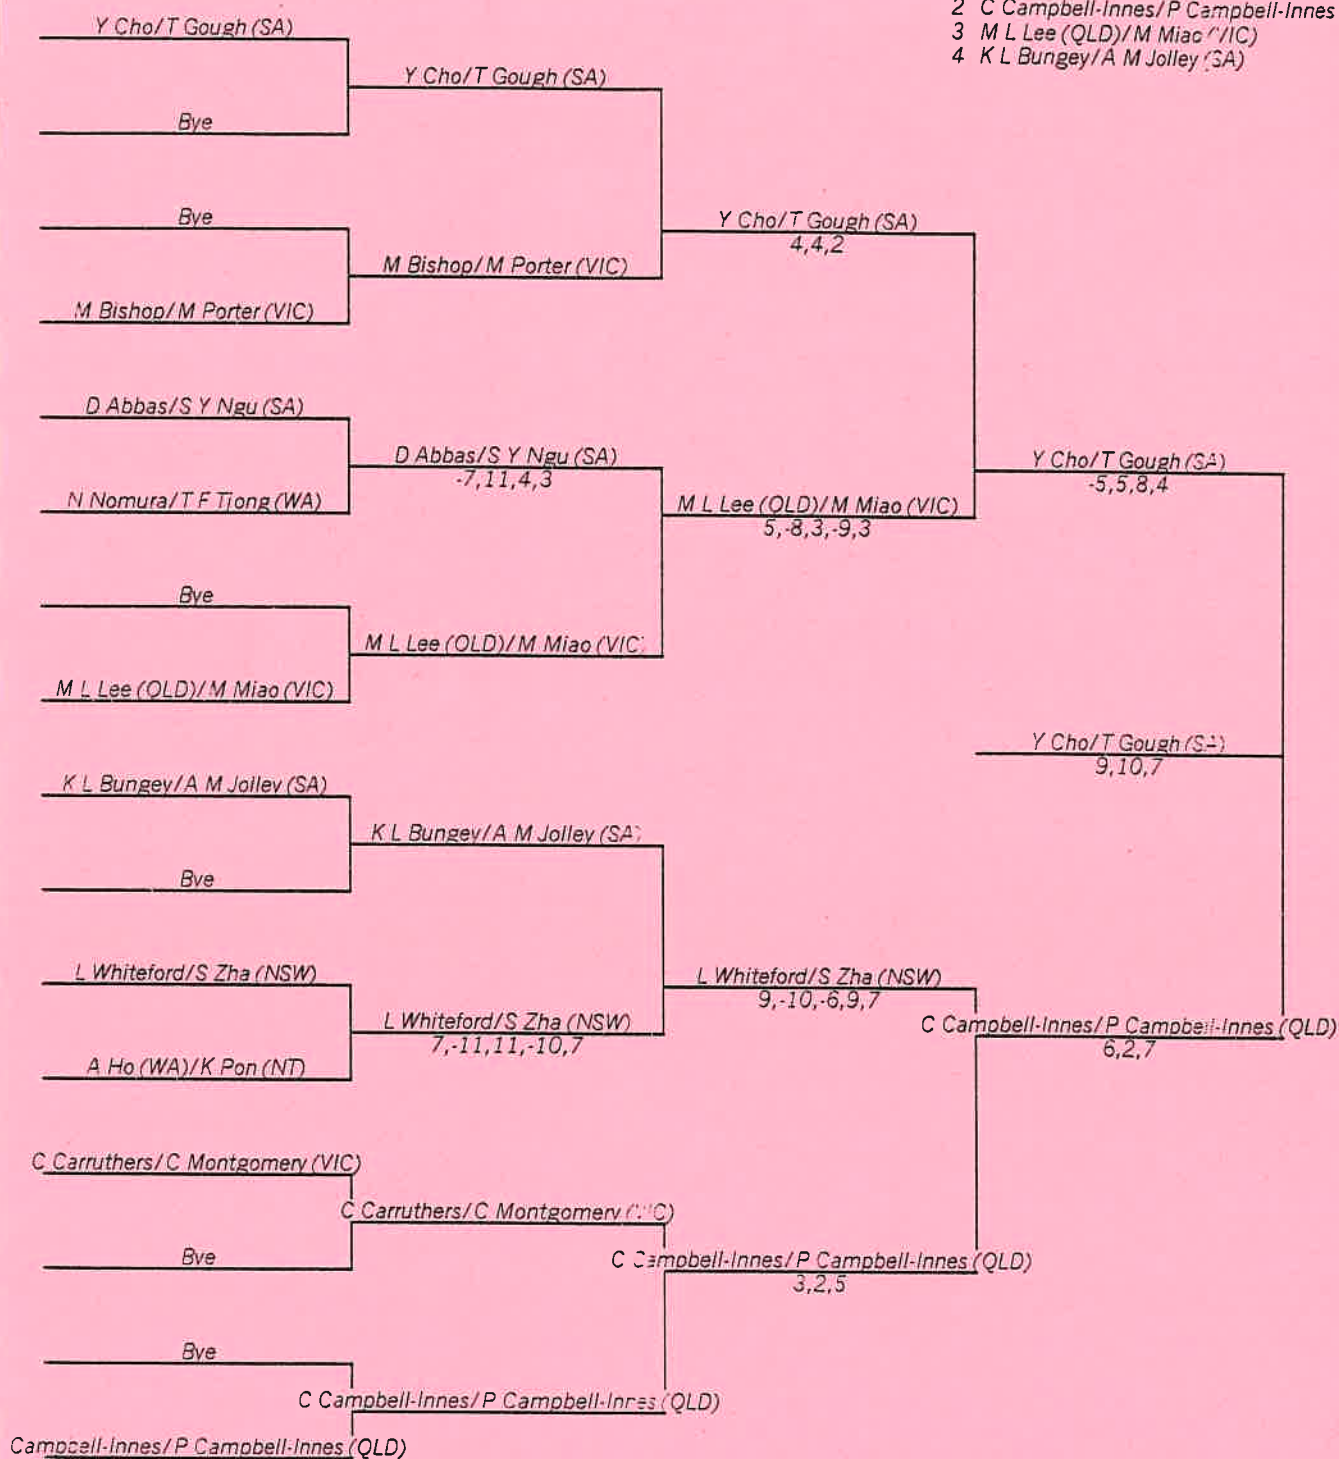 2 C Campbell-Innes/P Campbell-Innes
3 M L Lee (QLD)/M Miao (VIC)
4 K L Bungey/A M Jolley (SA)
Y Cho/T Gough (SA)
Bye
Bye
M Bishop/M Porter (VIC)
D Abbas/S Y Ngu (SA)
N Nomura/T F Tiong (WA)
Bye
M L Lee (QLD)/M Miao (VIC)
K L Bungey/A M Jolley (SA)
Bye
L Whiteford/S Zha (NSW)
A Ho (WA)/K Pon (NT)
C Carruthers/C Montgomery (VIC)
Bye
Bye
Campbell-Innes/P Campbell-Innes (QLD)
Y Cho/T Gough (SA)
M Bishop/M Porter (VIC)
D Abbas/S Y Ngu (SA)
-7,11,4,3
M L Lee (QLD)/M Miao (VIC)
K L Bungey/A M Jolley (SA)
L Whiteford/S Zha (NSW)
7,-11,11,-10,7
C Carruthers/C Montgomery (VIC)
C Campbell-Innes/P Campbell-Innes (QLD)
Y Cho/T Gough (SA)
4,4,2
M L Lee (QLD)/M Miao (VIC)
5,-8,3,-9,3
L Whiteford/S Zha (NSW)
9,-10,-6,9,7
C Campbell-Innes/P Campbell-Innes (QLD)
3,2,5
Y Cho/T Gough (SA)
-5,5,8,4
C Campbell-Innes/P Campbell-Innes (QLD)
6,2,7
Y Cho/T Gough (SA)
9,10,7